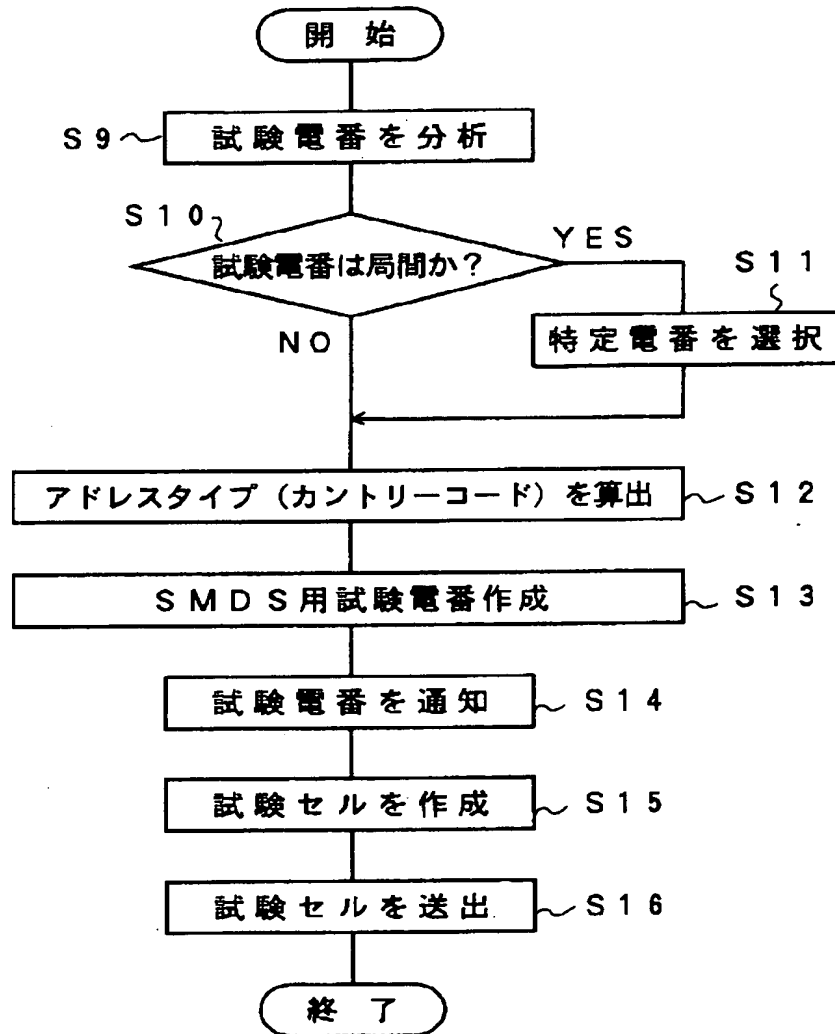 開始
S9
試験電番を分析
S10
試験電番は局間か?
YES
S11
NO
特定電番を選択
アドレスタイプ(カントリーコード)を算出
S12
SMDS用試験電番作成
S13
試験電番を通知
S14
試験セルを作成
S15
試験セルを送出
S16
終了